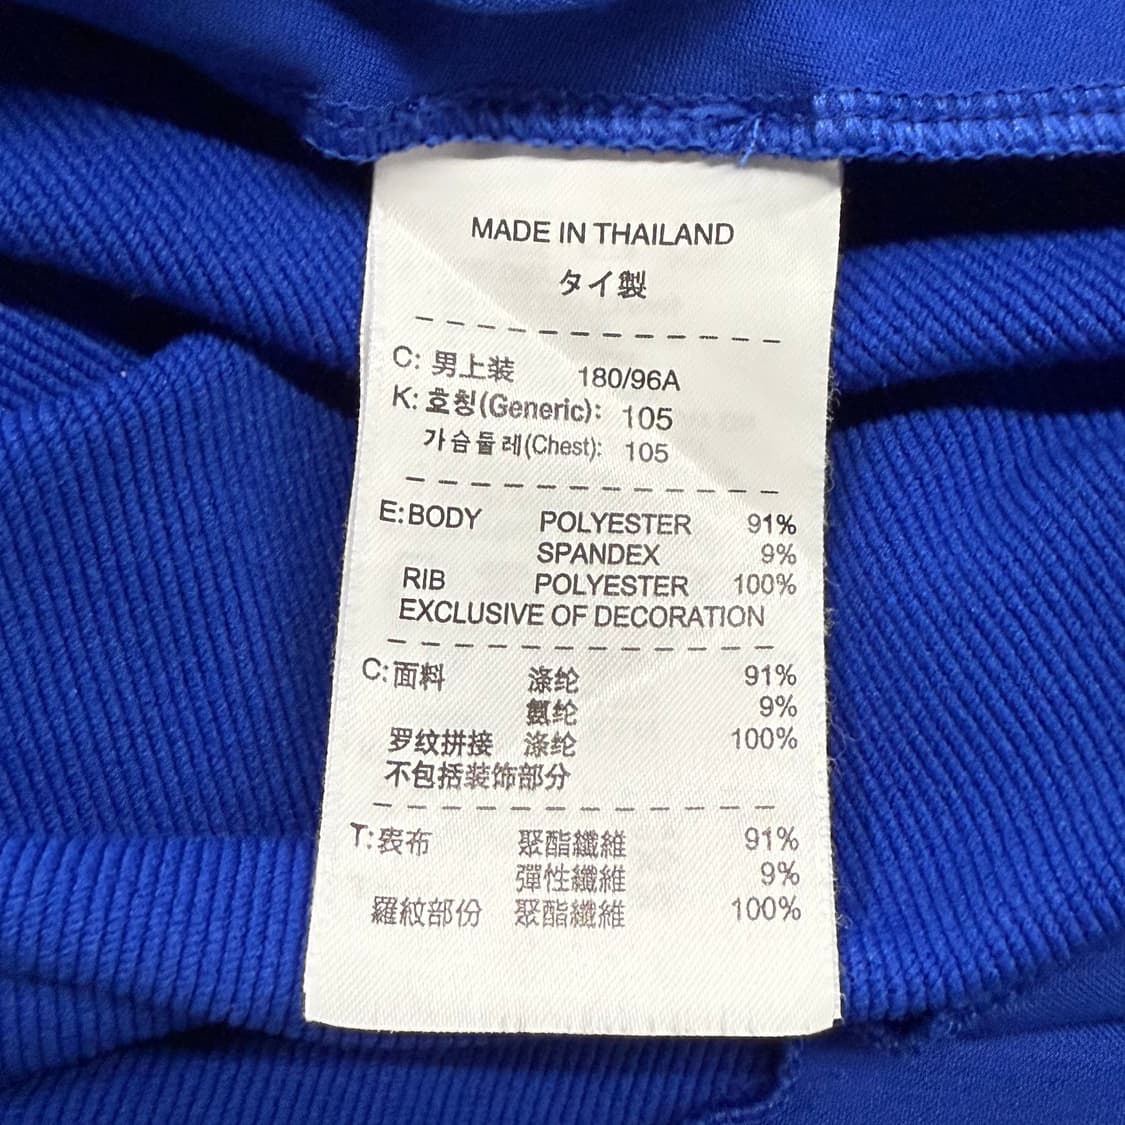 MADE IN THAILAND
タイ製
C: 男上装 180/96A
K: 호칭(Generic): 105
가슴둘레(Chest): 105
E:BODY POLYESTER 91%
SPANDEX 9%
RIB POLYESTER 100%
EXCLUSIVE OF DECORATION
C:面料 涤纶 91%
氨纶 9%
罗纹拼接 涤纶 100%
不包括装饰部分
T:表布 聚酯纖維 91%
彈性纖維 9%
羅紋部份 聚酯纖維 100%